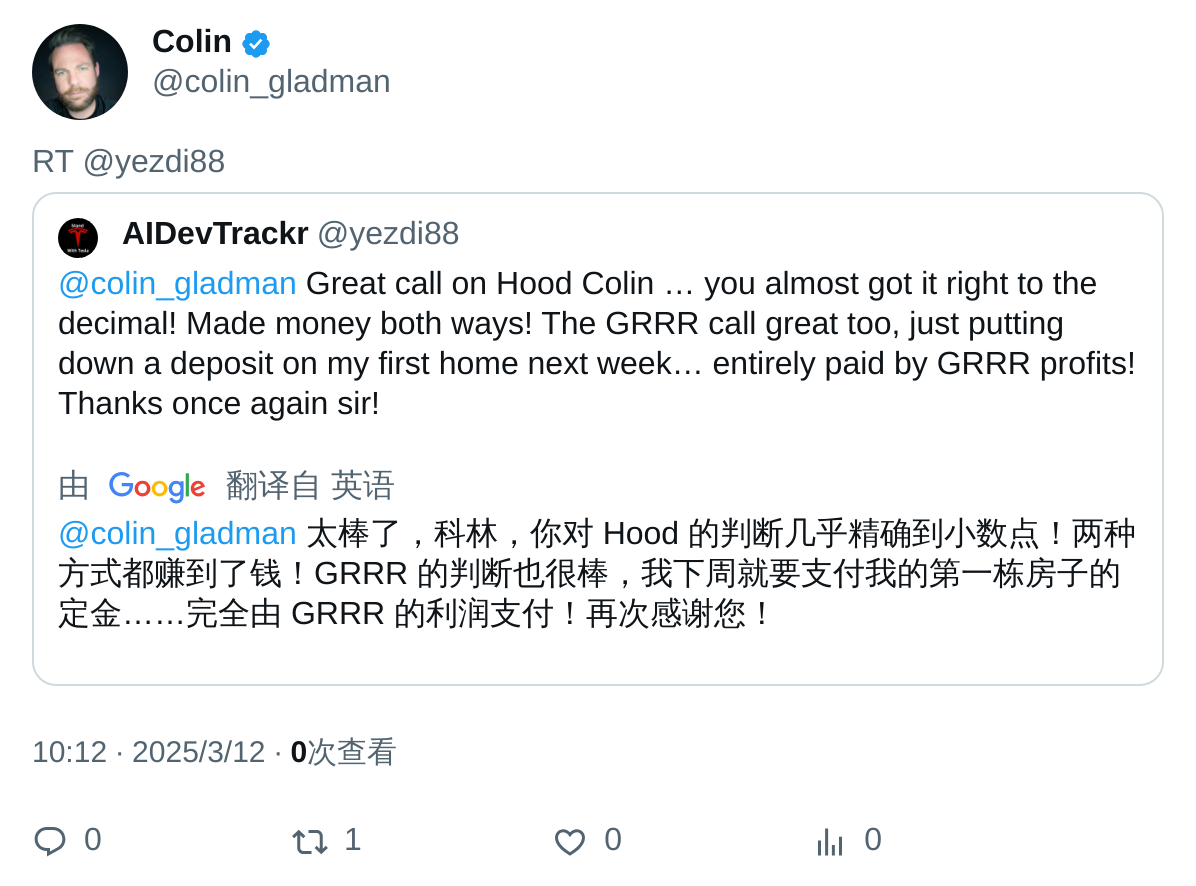 Colin
@colin_gladman
RT @yezdi88
AIDevTrackr @yezdi88
@colin_gladman Great call on Hood Colin … you almost got it right to the
decimal! Made money both ways! The GRRR call great too, just putting
down a deposit on my first home next week… entirely paid by GRRR profits!
Thanks once again sir!
由 Google 翻译自 英语
@colin_gladman 太棒了，科林，你对 Hood 的判断几乎精确到小数点！两种
方式都赚到了钱！GRRR 的判断也很棒，我下周就要支付我的第一栋房子的
定金……完全由 GRRR 的利润支付！再次感谢您！
10:12 · 2025/3/12 · 0次查看
0 1 0 0